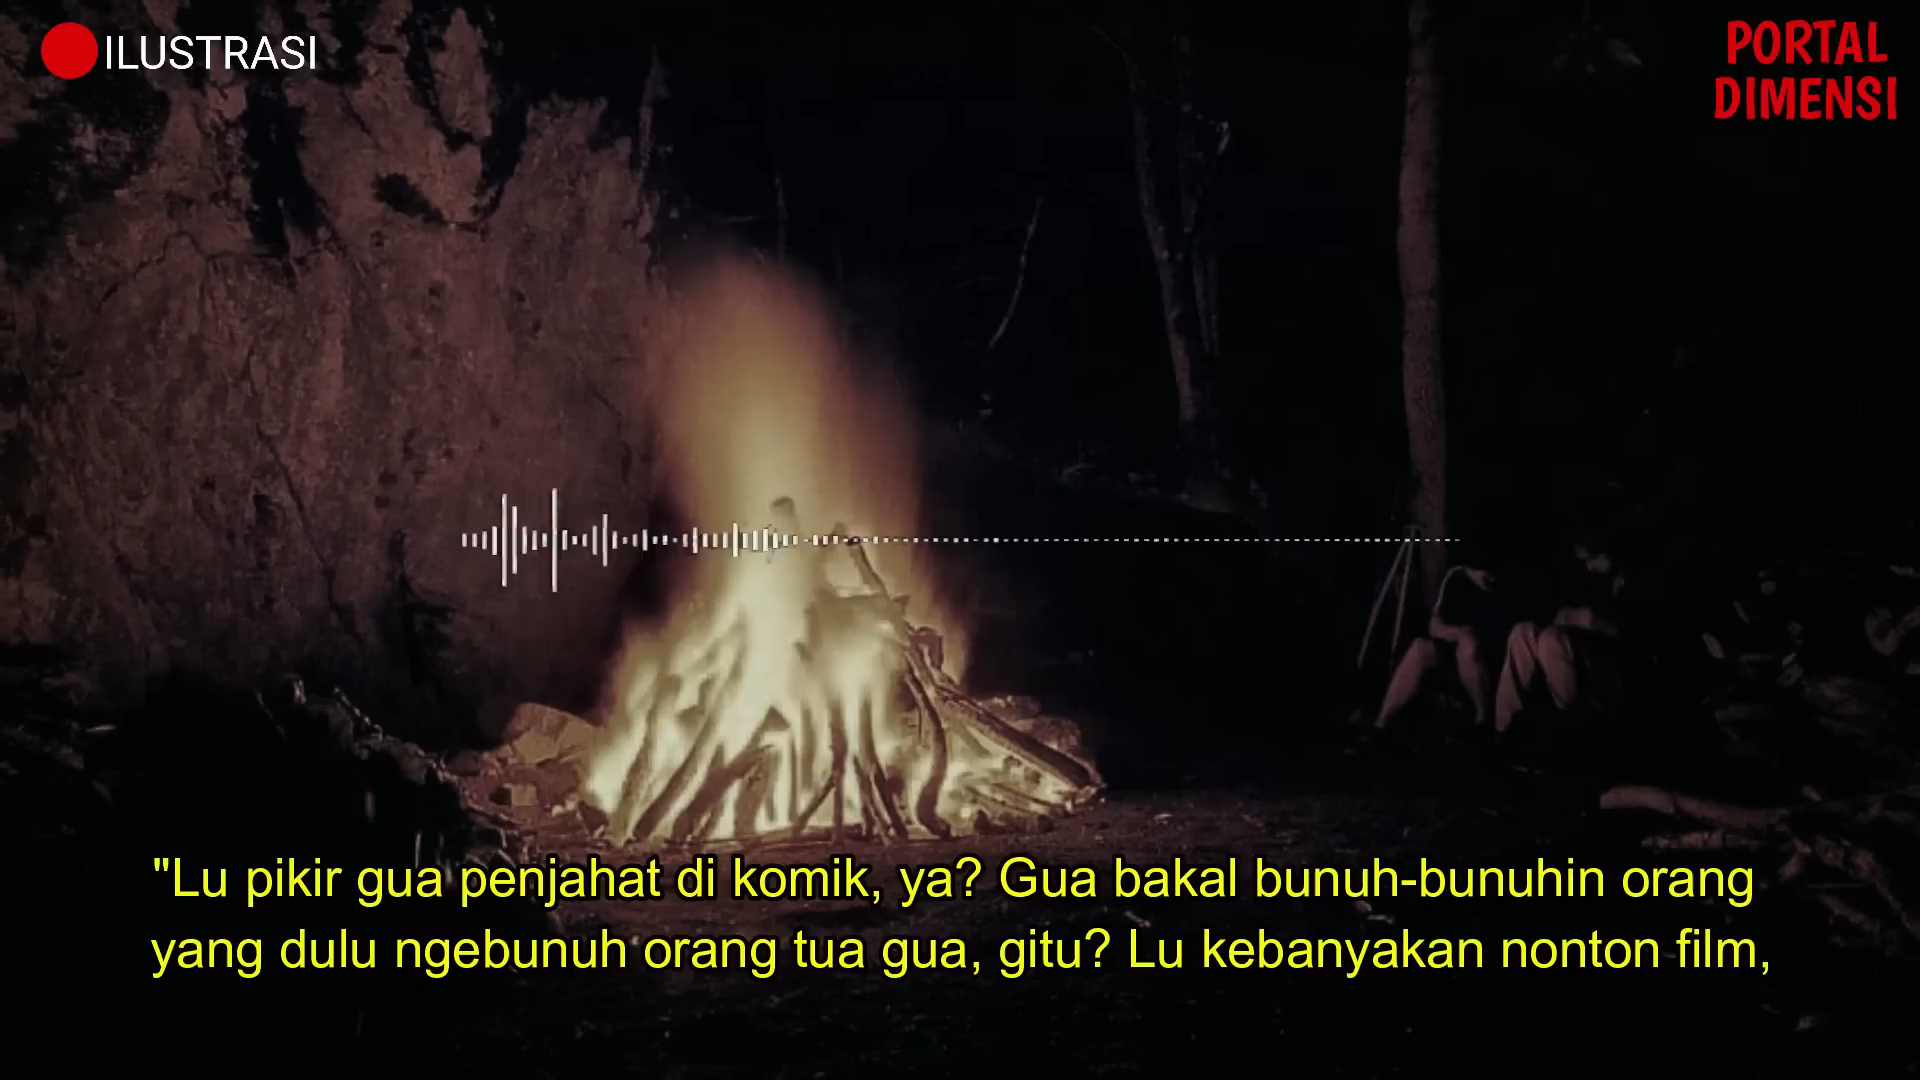 ILUSTRASI
PORTAL
DIMENSI
"Lu pikir gua penjahat di komik, ya? Gua bakal bunuh-bunuhin orang
yang dulu ngebunuh orang tua gua, gitu? Lu kebanyakan nonton film,